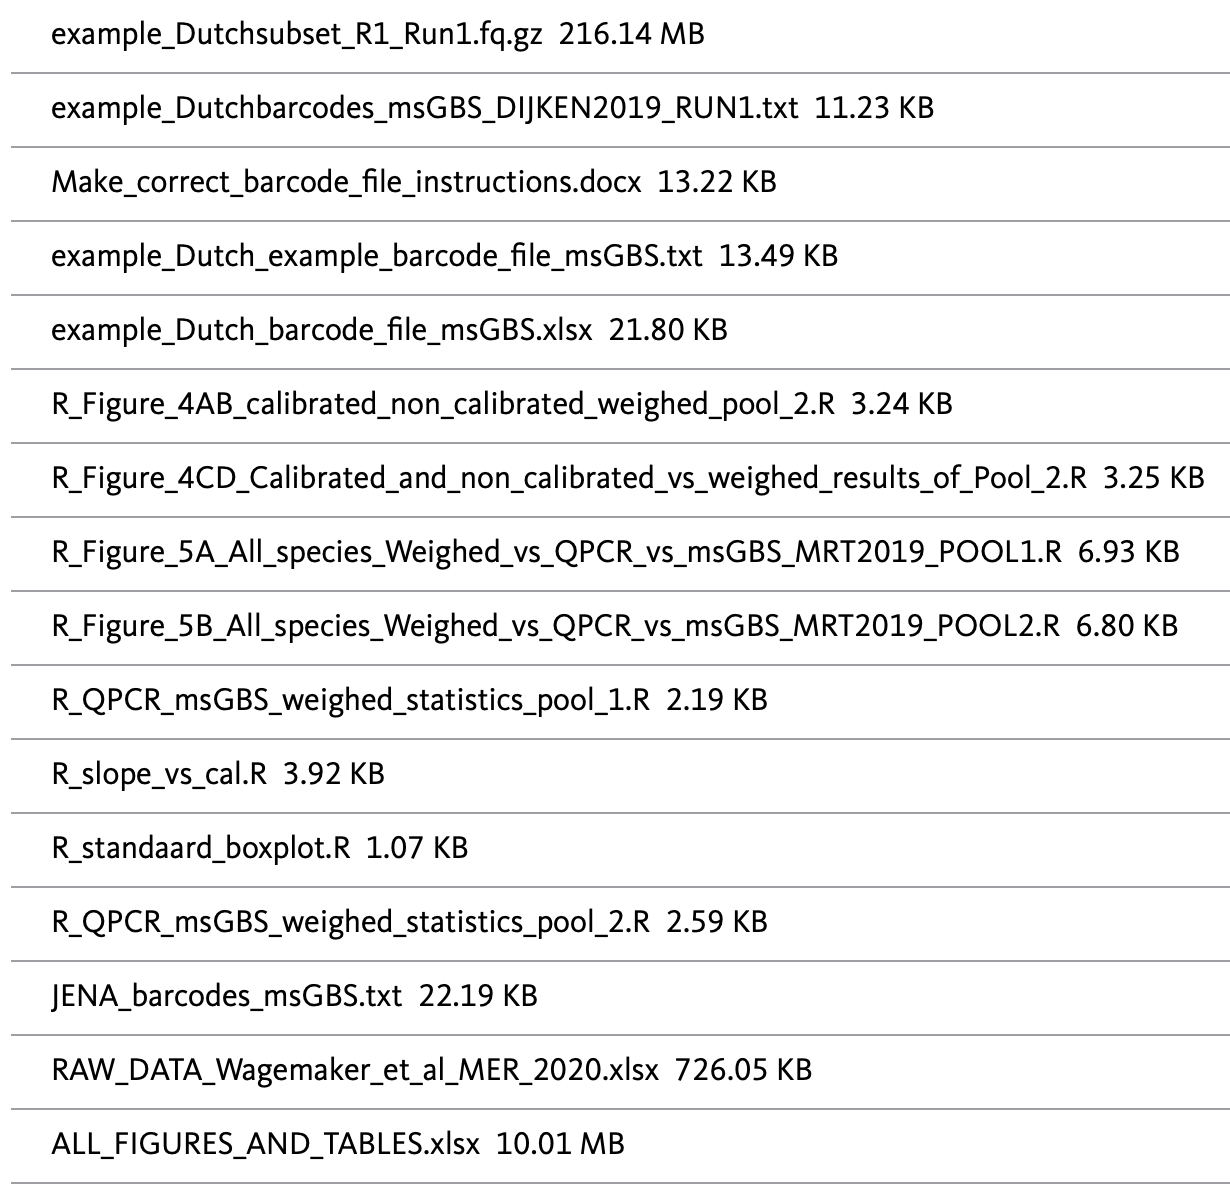 example_Dutchsubset_R1_Run1.fq.gz 216.14 MB
example_Dutchbarcodes_msGBS_DIJKEN2019_RUN1.txt 11.23 KB
Make_correct_barcode_file_instructions.docx 13.22 KB
example_Dutch_example_barcode_file_msGBS.txt 13.49 KB
example_Dutch_barcode_file_msGBS.xlsx 21.80 KB
R_Figure_4AB_calibrated_non_calibrated_weighed_pool_2.R 3.24 KB
R_Figure_4CD_Calibrated_and_non_calibrated_vs_weighed_results_of_Pool_2.R 3.25 KB
R_Figure_5A_All_species_Weighed_vs_QPCR_vs_msGBS_MRT2019_POOL1.R 6.93 KB
R_Figure_5B_All_species_Weighed_vs_QPCR_vs_msGBS_MRT2019_POOL2.R 6.80 KB
R_QPCR_msGBS_weighed_statistics_pool_1.R 2.19 KB
R_slope_vs_cal.R 3.92 KB
R_standaard_boxplot.R 1.07 KB
R_QPCR_msGBS_weighed_statistics_pool_2.R 2.59 KB
JENA_barcodes_msGBS.txt 22.19 KB
RAW_DATA_Wagemaker_et_al_MER_2020.xlsx 726.05 KB
ALL_FIGURES_AND_TABLES.xlsx 10.01 MB